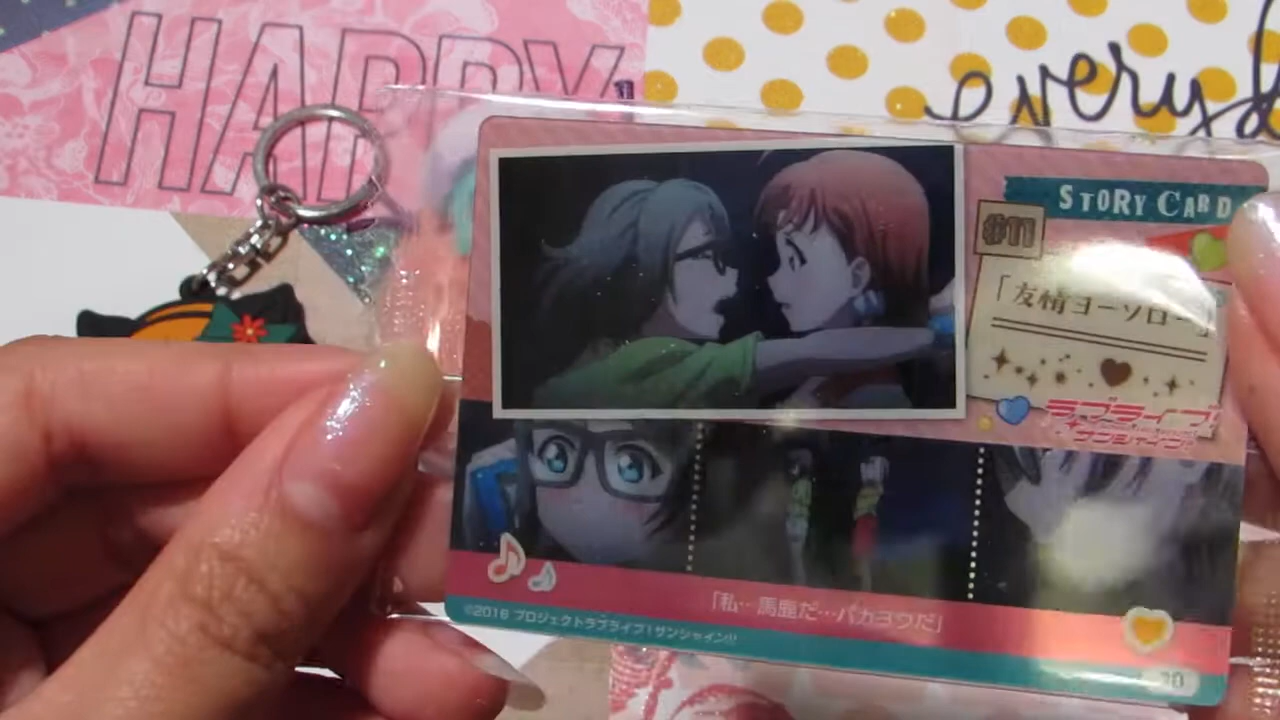 HAPPY
everyd
STORY CARD
#11
「友情ヨーソロー」
ラブライブ!
サンシャイン!!
「私…馬鹿だ…バカヨウだ」
©2016 プロジェクトラブライブ!サンシャイン!!